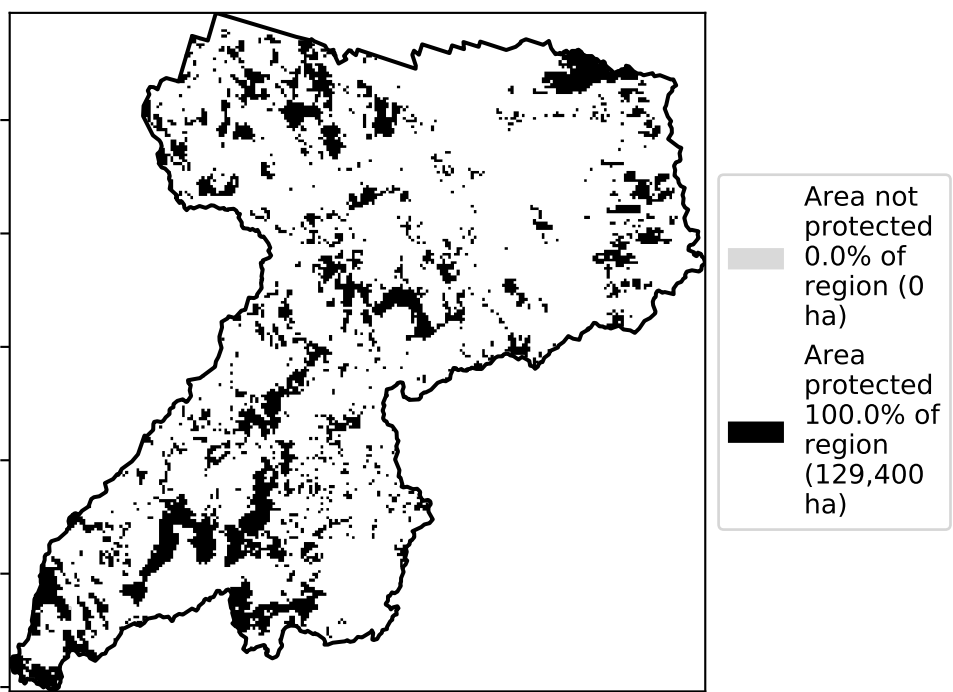 Area not
protected
0.0% of
region (0
ha)
Area
protected
100.0% of
region
(129,400
ha)